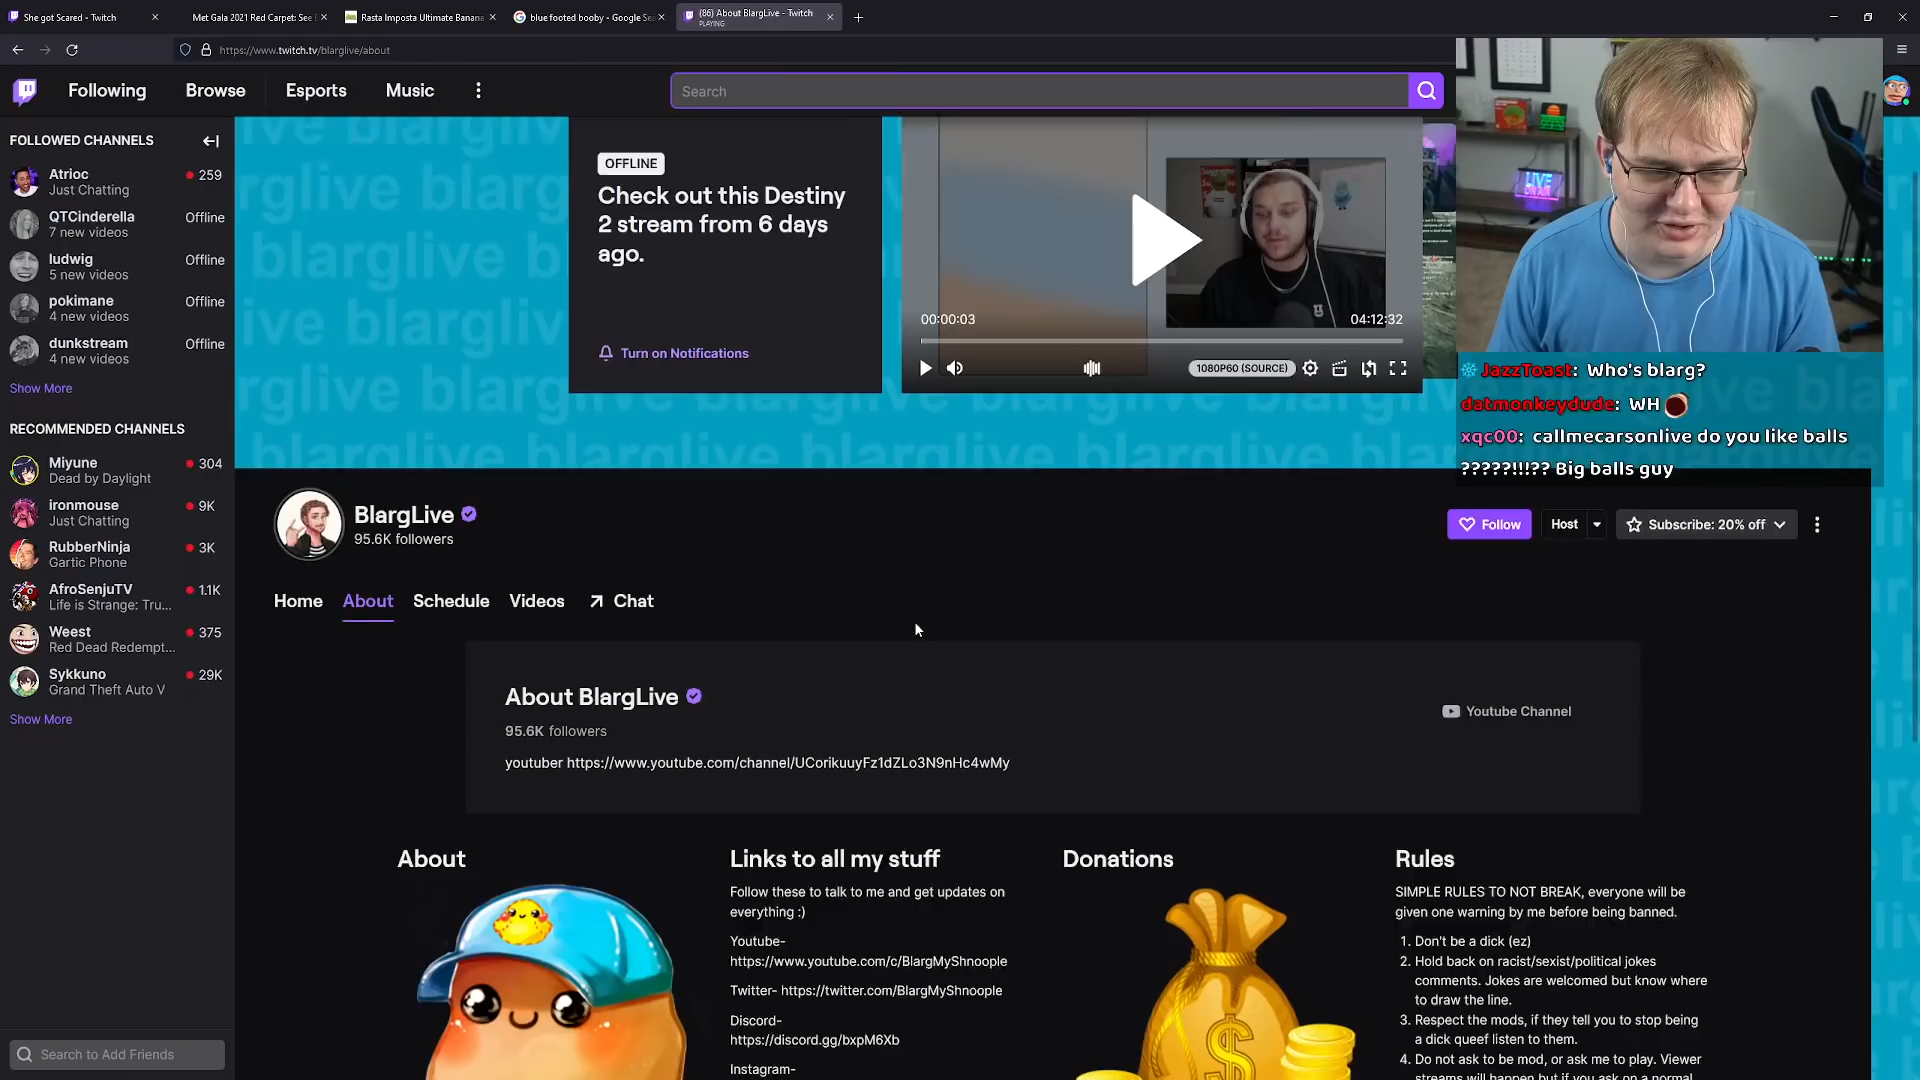 She got Scared - Twitch
Met Gala 2021 Red Carpet: See
Rasta Imposta Ultimate Banana
blue footed booby - Google Se
(86) About BlargLive - Twitch
PLAYING
https://www.twitch.tv/blarglive/about
Following
Browse
Esports
Music
Search
FOLLOWED CHANNELS
Atrioc
259
Just Chatting
QTCinderella
Offline
7 new videos
ludwig
Offline
5 new videos
pokimane
Offline
4 new videos
dunkstream
Offline
4 new videos
Show More
RECOMMENDED CHANNELS
Miyune
304
Dead by Daylight
ironmouse
9K
Just Chatting
RubberNinja
3K
Gartic Phone
AfroSenjuTV
1.1K
Life is Strange: Tru...
Weest
375
Red Dead Redempt...
Sykkuno
29K
Grand Theft Auto V
Show More
Search to Add Friends
OFFLINE
Check out this Destiny
2 stream from 6 days
ago.
Turn on Notifications
00:00:03
04:12:32
1080P60 (SOURCE)
JazzToast: Who's blarg?
datmonkeydude: WH
xqc00: callmecarsonlive do you like balls
?????!!!?? Big balls guy
BlargLive
95.6K followers
Follow
Host
Subscribe: 20% off
Home
About
Schedule
Videos
Chat
About BlargLive
95.6K followers
youtuber https://www.youtube.com/channel/UCorikuuyFz1dZLo3N9nHc4wMy
Youtube Channel
About
Links to all my stuff
Follow these to talk to me and get updates on
everything :)
Youtube-
https://www.youtube.com/c/BlargMyShnoople
Twitter- https://twitter.com/BlargMyShnoople
Discord-
https://discord.gg/bxpM6Xb
Instagram-
Donations
Rules
SIMPLE RULES TO NOT BREAK, everyone will be
given one warning by me before being banned.
1. Don't be a dick (ez)
2. Hold back on racist/sexist/political jokes
comments. Jokes are welcomed but know where
to draw the line.
3. Respect the mods, if they tell you to stop being
a dick queef listen to them.
4. Do not ask to be mod, or ask me to play. Viewer
streams will happen but if you ask on a normal